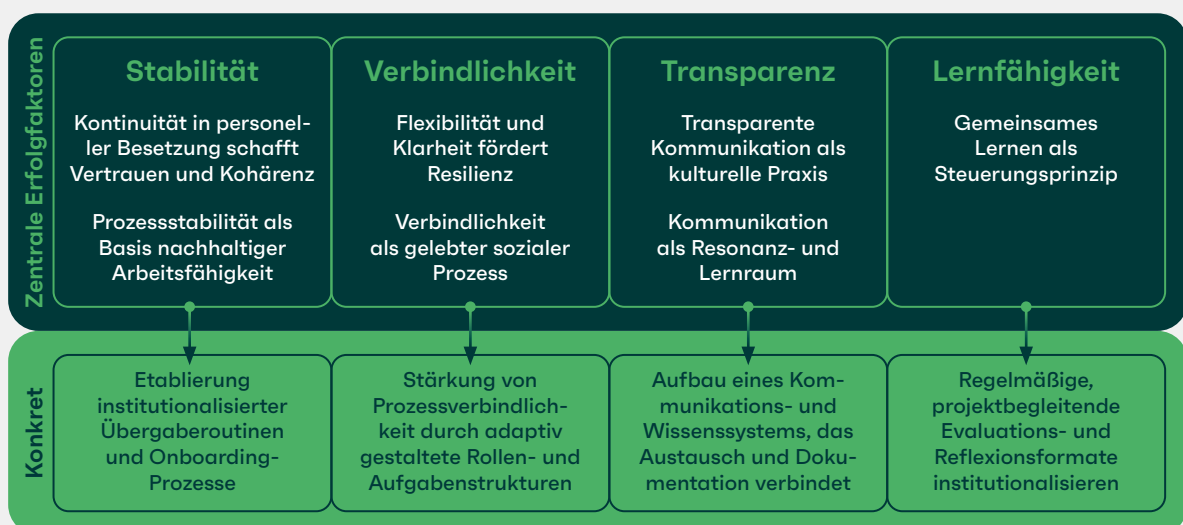 Zentrale Erfolgfaktoren
Stabilität
Kontinuität in personel-
ler Besetzung schafft
Vertrauen und Kohärenz
Prozessstabilität als
Basis nachhaltiger
Arbeitsfähigkeit
Verbindlichkeit
Flexibilität und
Klarheit fördert
Resilienz
Verbindlichkeit
als gelebter sozialer
Prozess
Transparenz
Transparente
Kommunikation als
kulturelle Praxis
Kommunikation
als Resonanz- und
Lernraum
Lernfähigkeit
Gemeinsames
Lernen als
Steuerungsprinzip
Konkret
Etablierung
institutionalisierter
Übergaberoutinen
und Onboarding-
Prozesse
Stärkung von
Prozessverbindlich-
keit durch adaptiv
gestaltete Rollen- und
Aufgabenstrukturen
Aufbau eines Kom-
munikations- und
Wissenssystems, das
Austausch und Doku-
mentation verbindet
Regelmäßige,
projektbegleitende
Evaluations- und
Reflexionsformate
institutionalisieren